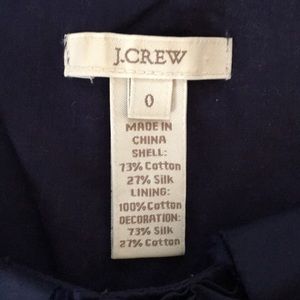 J.CREW
0
MADE IN
CHINA
SHELL:
73% Cotton
27% Silk
LINING:
100% Cotton
DECORATION:
73% Silk
27% Cotton